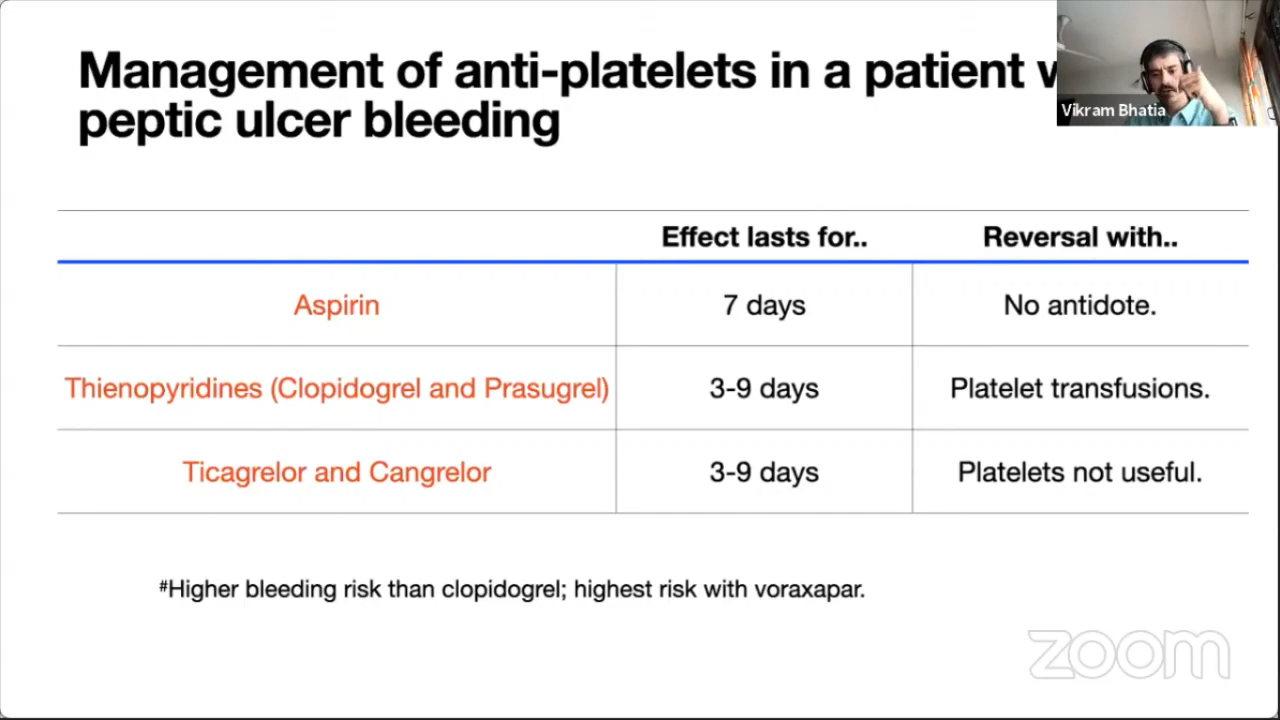 Management of anti-platelets in a patient
peptic ulcer bleeding
Vikram Bhatia
Effect lasts for.. Reversal with..
Aspirin 7 days No antidote.
Thienopyridines (Clopidogrel and Prasugrel) 3-9 days Platelet transfusions.
Ticagrelor and Cangrelor 3-9 days Platelets not useful.
#Higher bleeding risk than clopidogrel; highest risk with voraxapar.
zoom